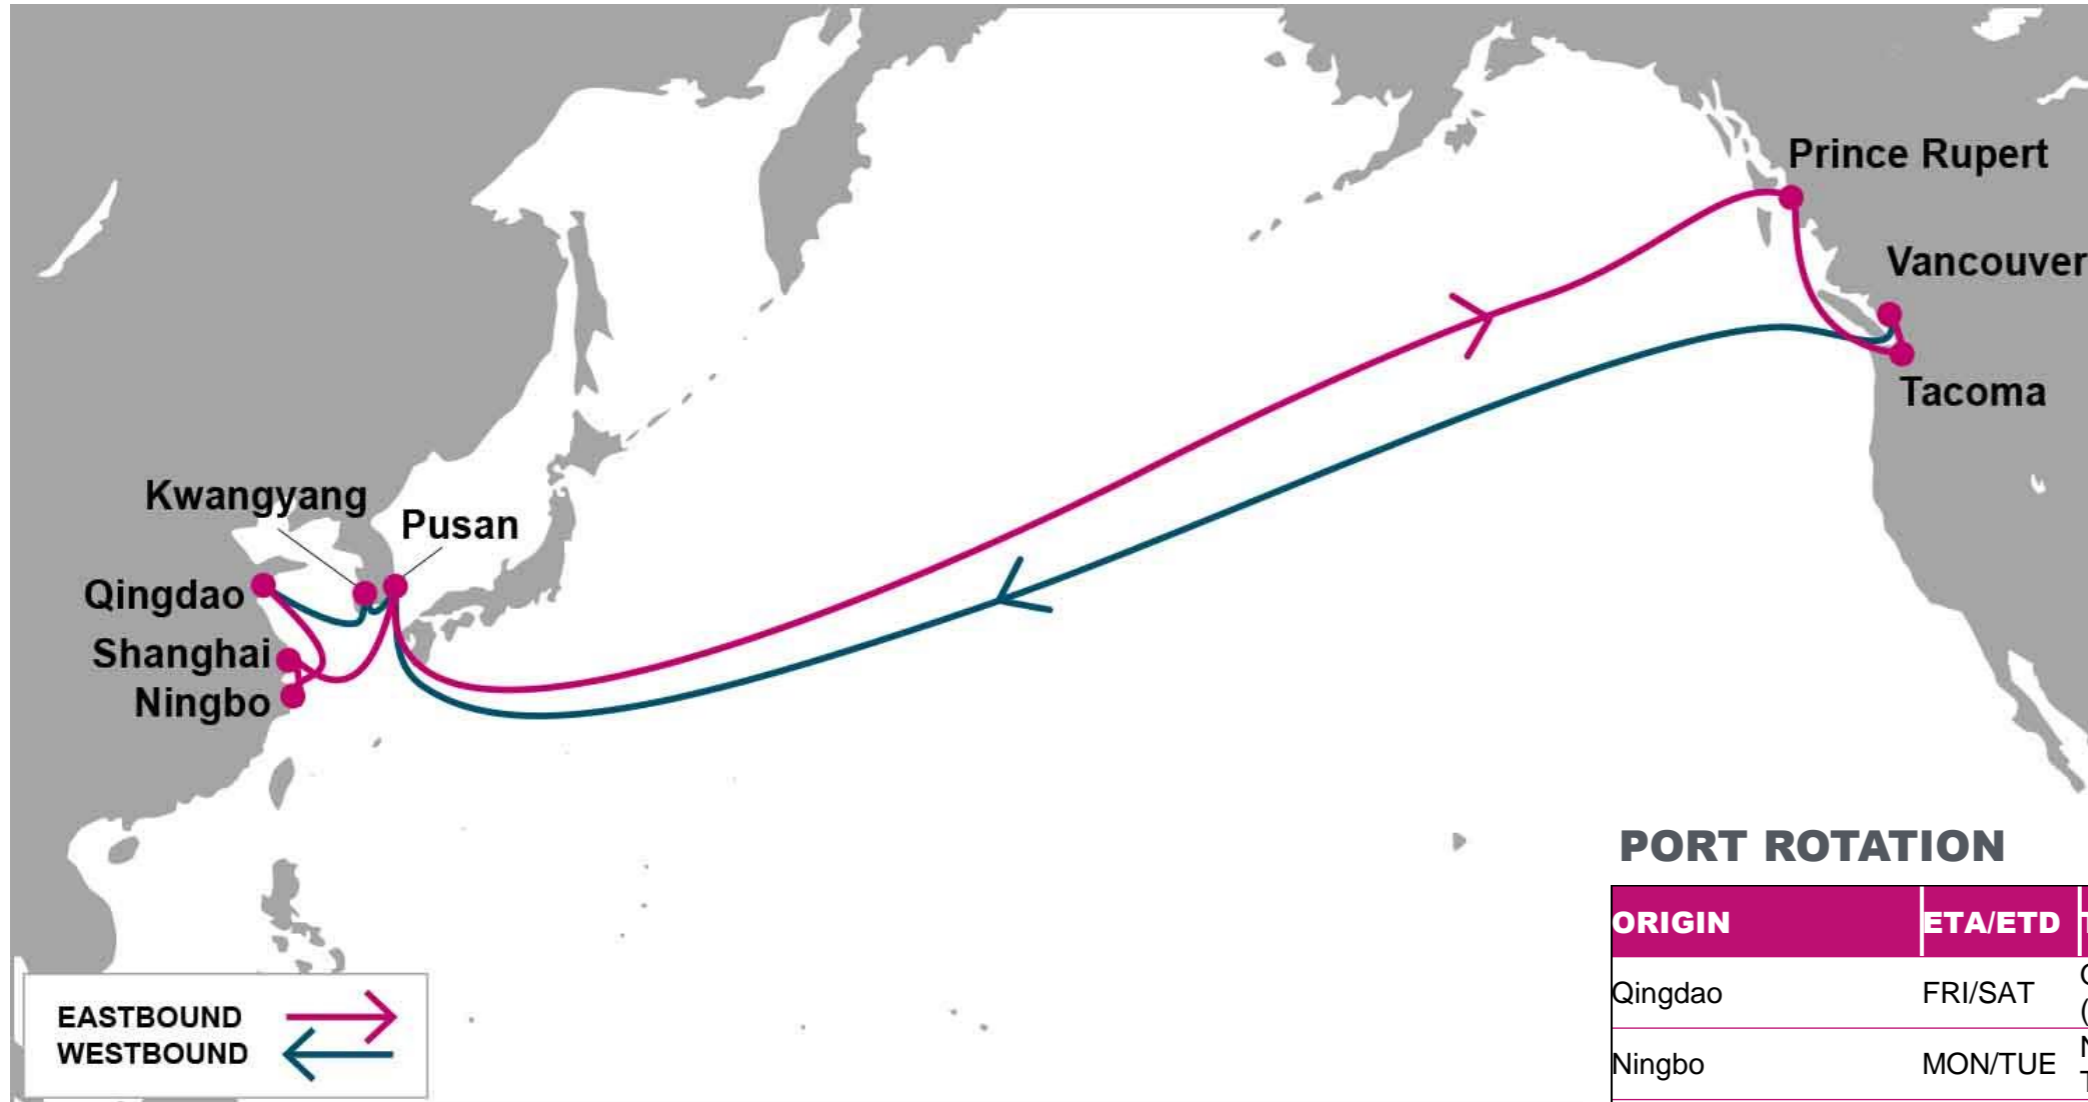 Prince Rupert
Vancouver
Tacoma
Kwangyang
Pusan
Qingdao
Shanghai
Ningbo
PORT ROTATION
ORIGIN ETA/ETD
Qingdao FRI/SAT
Ningbo MON/TUE
EASTBOUND
WESTBOUND